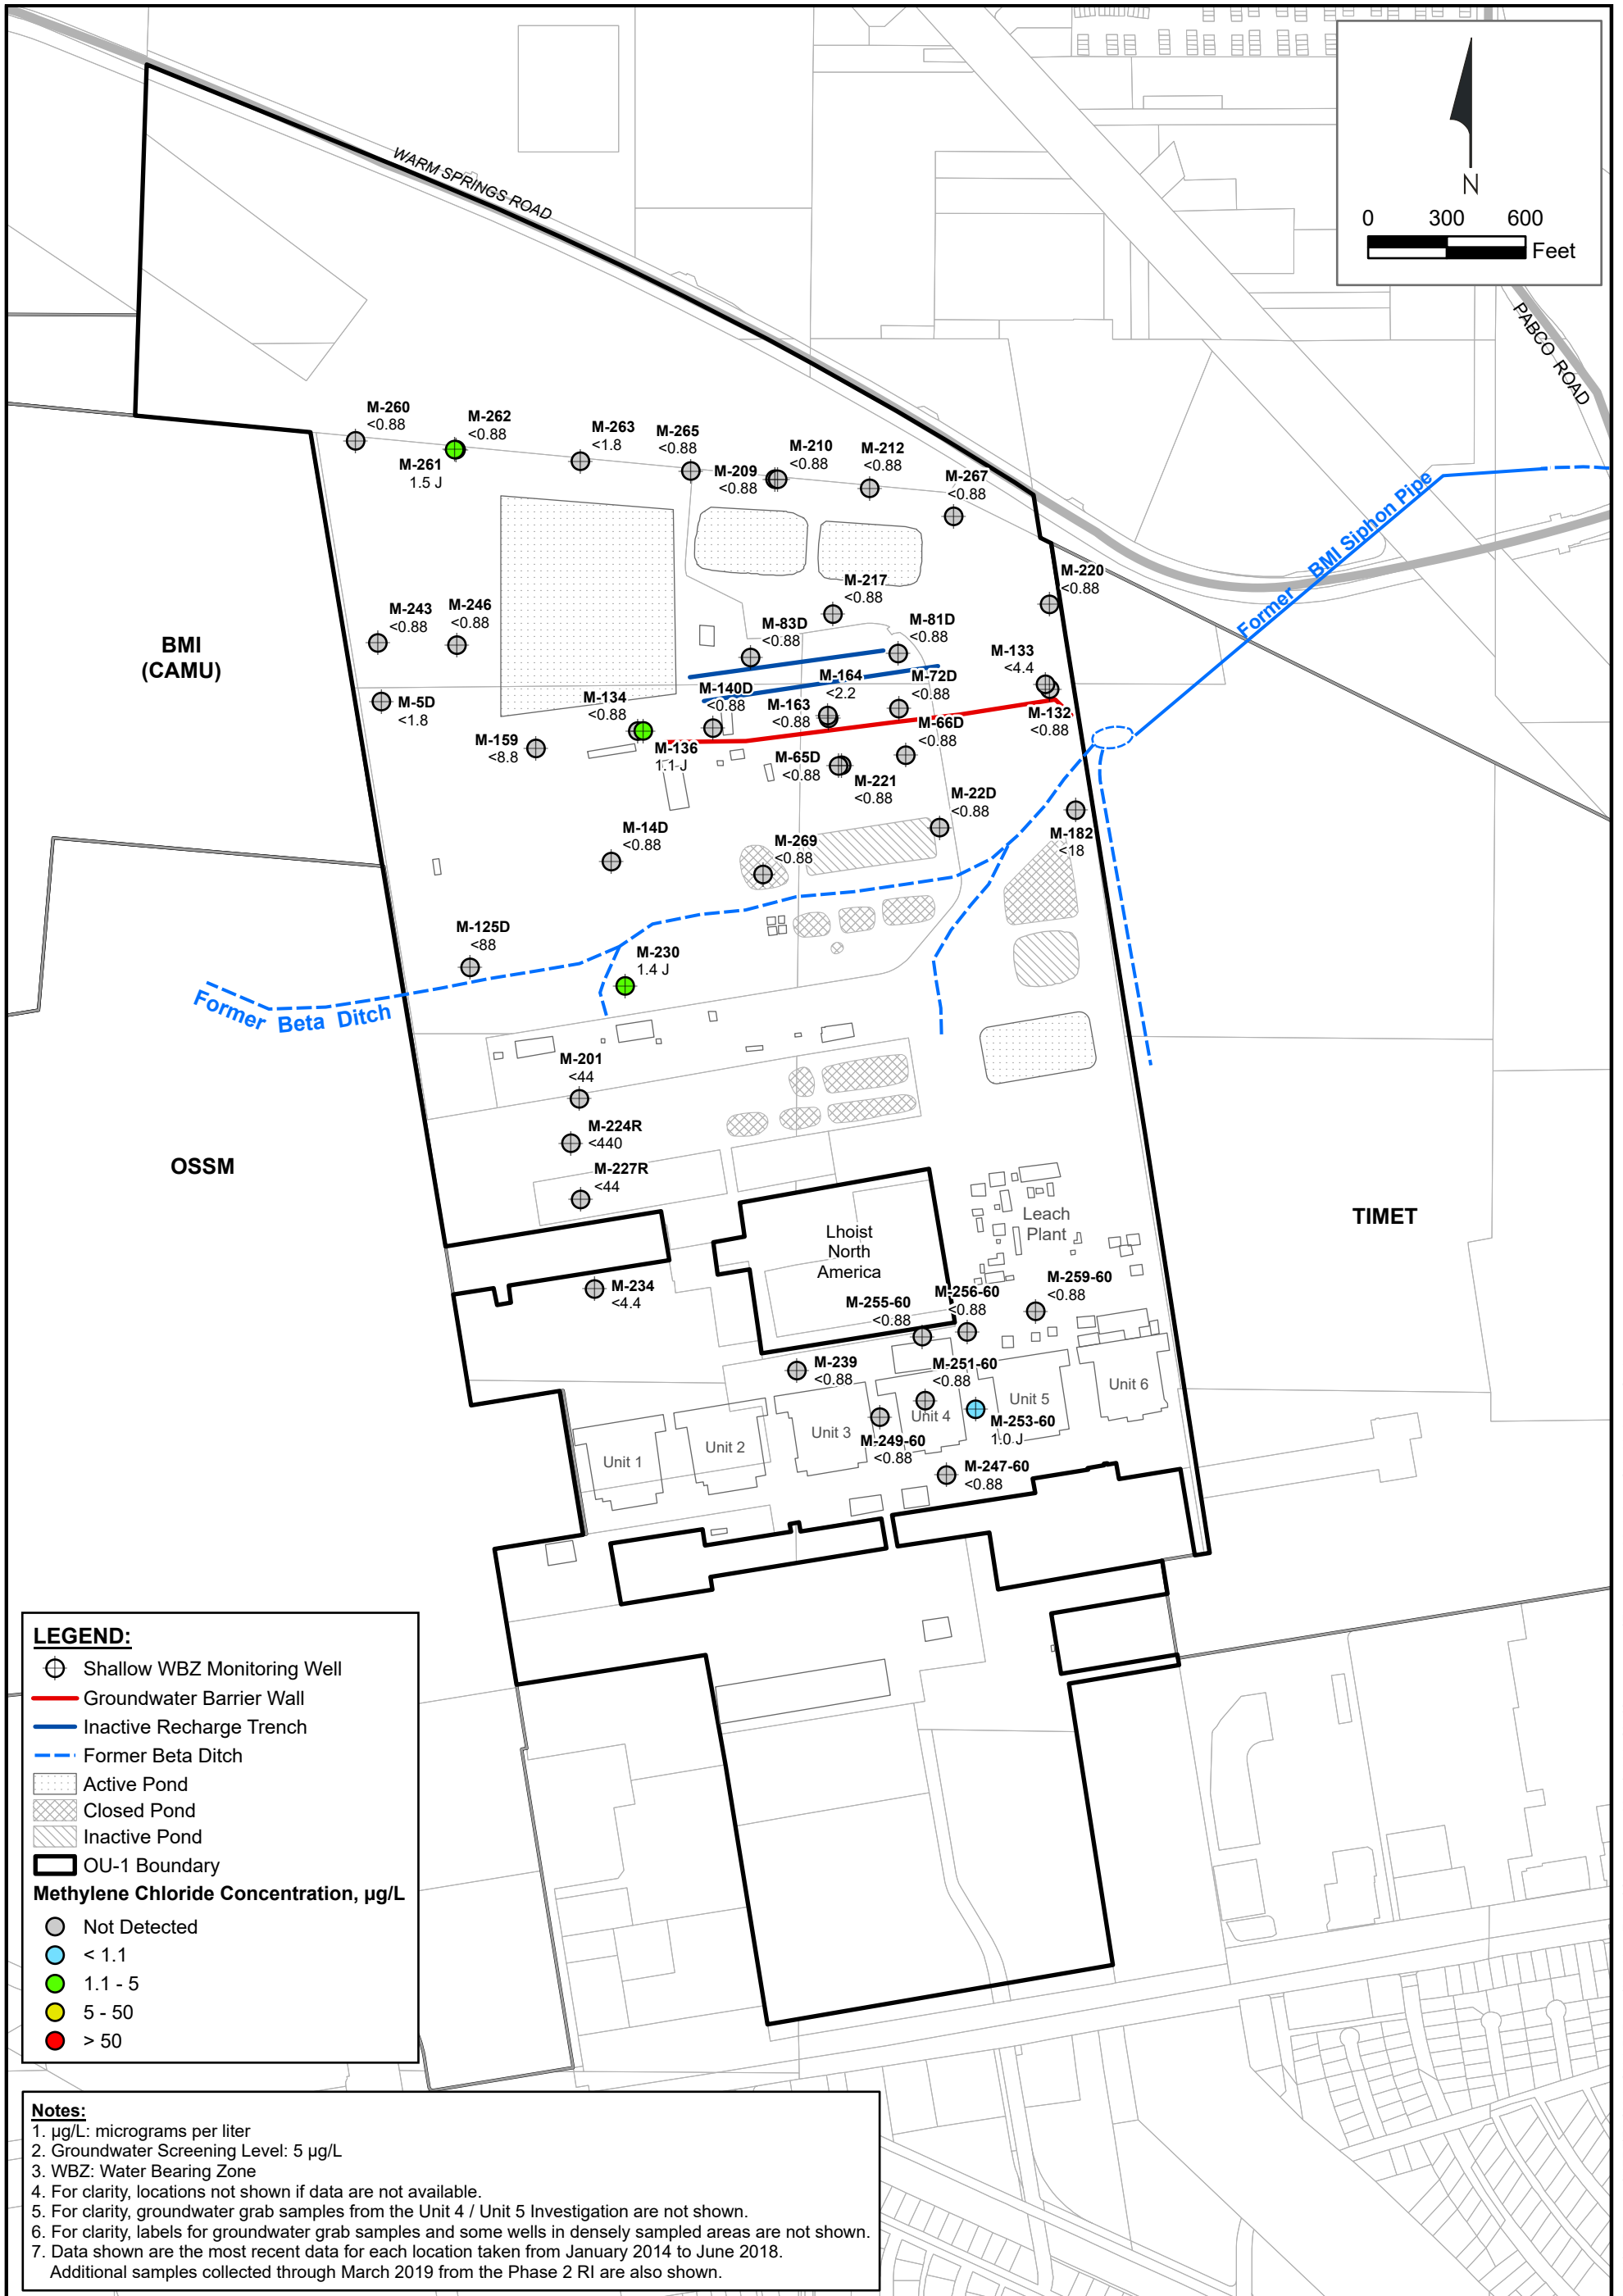 0 300 600
Feet
N
WARM SPRINGS ROAD
PABCO ROAD
M-260
<0.88
M-262
<0.88
M-261
1.5 J
M-263
<1.8
M-265
<0.88
M-209
<0.88
M-210
<0.88
M-212
<0.88
M-267
<0.88
Former BMI Siphon Pipe
M-220
<0.88
M-217
<0.88
M-243
<0.88
M-246
<0.88
M-83D
<0.88
M-81D
<0.88
BMI
(CAMU)
M-133
<4.4
M-5D
<1.8
M-134
<0.88
M-140D
<0.88
M-164
<2.2
M-72D
<0.88
M-163
<0.88
M-132
<0.88
M-159
<8.8
M-136
1.1 J
M-66D
<0.88
M-65D
<0.88
M-221
<0.88
M-22D
<0.88
M-182
<18
M-14D
<0.88
M-269
<0.88
M-125D
<88
M-230
1.4 J
Former Beta Ditch
M-201
<44
M-224R
<440
OSSM
M-227R
<44
TIMET
Leach
Plant
Lhoist
North
America
M-234
<4.4
M-259-60
<0.88
M-256-60
<0.88
M-255-60
<0.88
M-239
<0.88
M-251-60
<0.88
Unit 6
Unit 5
Unit 4
M-253-60
1.0 J
Unit 3
M-249-60
<0.88
Unit 2
Unit 1
M-247-60
<0.88
LEGEND:
Shallow WBZ Monitoring Well
Groundwater Barrier Wall
Inactive Recharge Trench
Former Beta Ditch
Active Pond
Closed Pond
Inactive Pond
OU-1 Boundary
Methylene Chloride Concentration, µg/L
Not Detected
< 1.1
1.1 - 5
5 - 50
> 50
Notes:
1. µg/L: micrograms per liter
2. Groundwater Screening Level: 5 µg/L
3. WBZ: Water Bearing Zone
4. For clarity, locations not shown if data are not available.
5. For clarity, groundwater grab samples from the Unit 4 / Unit 5 Investigation are not shown.
6. For clarity, labels for groundwater grab samples and some wells in densely sampled areas are not shown.
7. Data shown are the most recent data for each location taken from January 2014 to June 2018.
Additional samples collected through March 2019 from the Phase 2 RI are also shown.